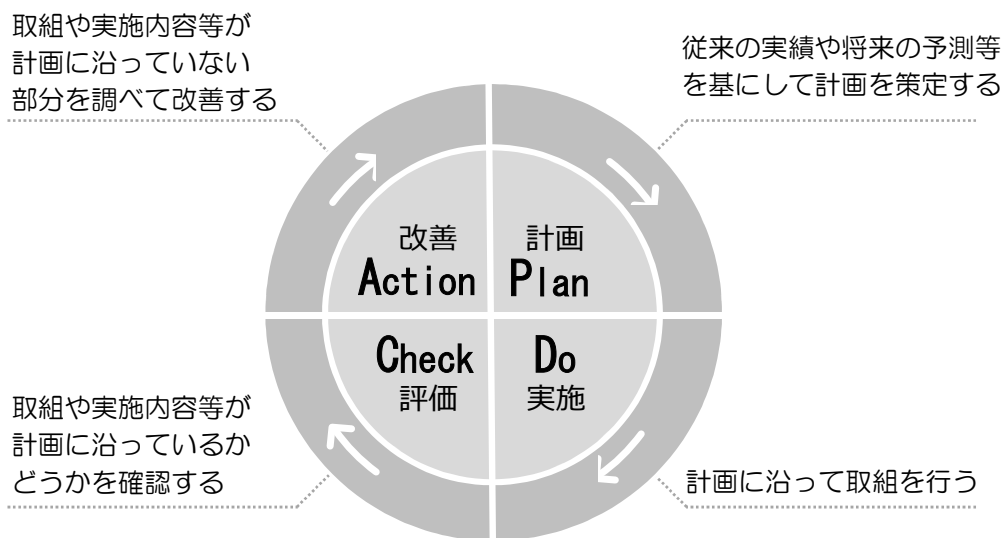 取組や実施内容等が
計画に沿っていない
部分を調べて改善する
従来の実績や将来の予測等
を基にして計画を策定する
改善
Action
計画
Plan
Check
評価
Do
実施
取組や実施内容等が
計画に沿っているか
どうかを確認する
計画に沿って取組を行う